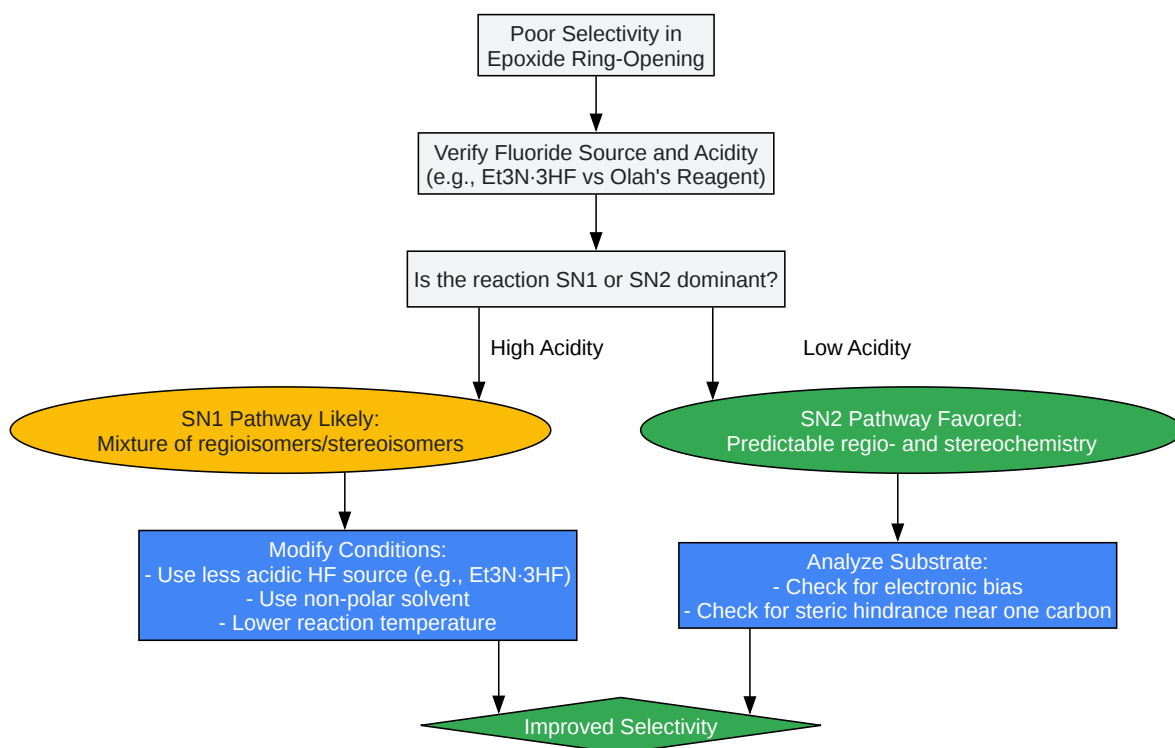 Poor Selectivity in
Epoxide Ring-Opening
Verify Fluoride Source and Acidity
(e.g., Et3N·3HF vs Olah's Reagent)
Is the reaction SN1 or SN2 dominant?
High Acidity
Low Acidity
SN1 Pathway Likely:
Mixture of regioisomers/stereoisomers
SN2 Pathway Favored:
Predictable regio- and stereochemistry
Modify Conditions:
- Use less acidic HF source (e.g., Et3N·3HF)
- Use non-polar solvent
- Lower reaction temperature
Analyze Substrate:
- Check for electronic bias
- Check for steric hindrance near one carbon
Improved Selectivity